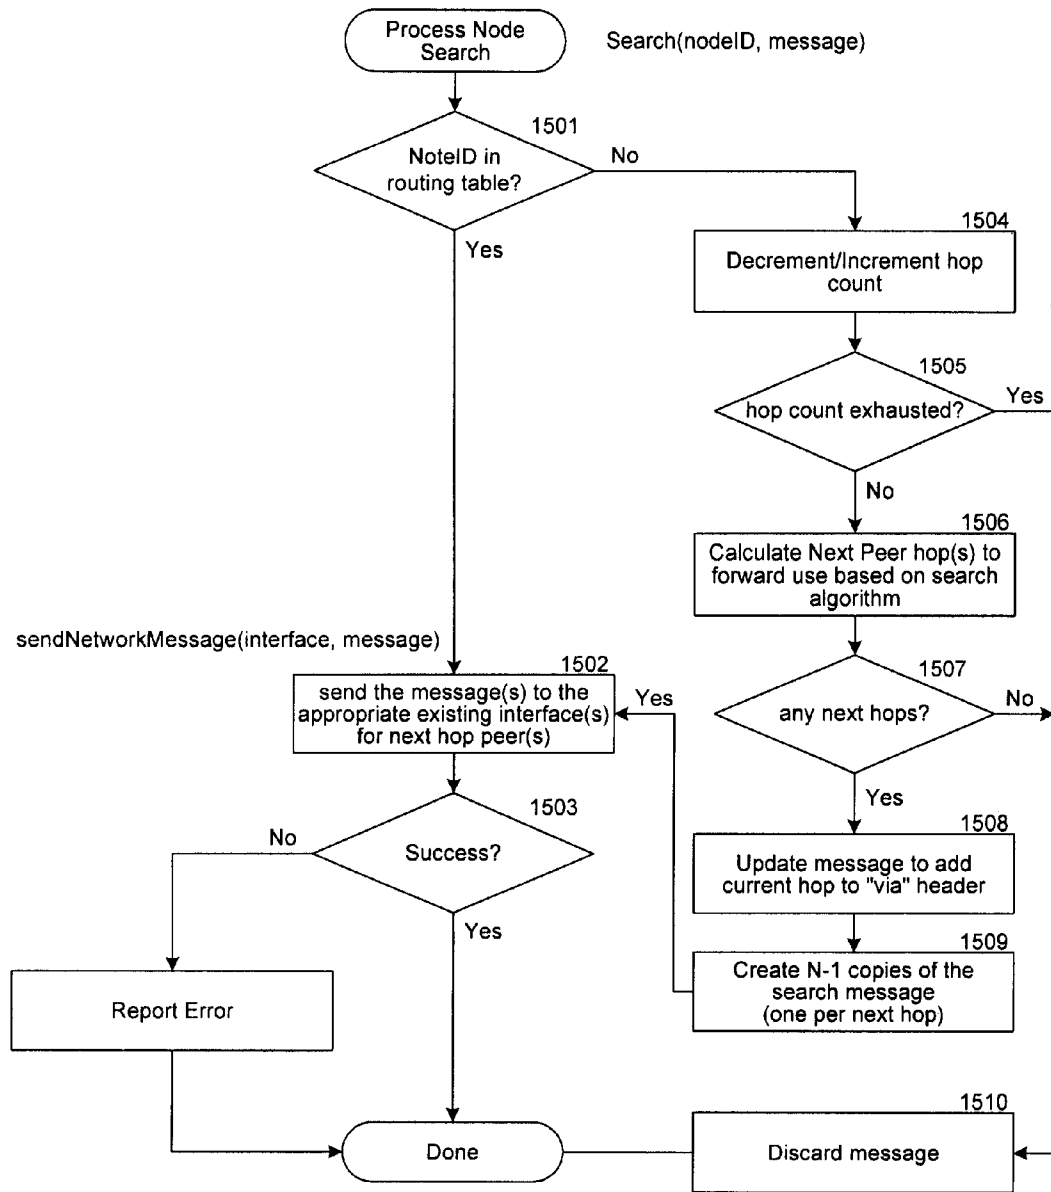 Process Node
Search
Search(nodeID, message)
1501
NoteID in
routing table?
No
Yes
1504
Decrement/Increment hop
count
1505
hop count exhausted?
Yes
No
1506
Calculate Next Peer hop(s) to
forward use based on search
algorithm
sendNetworkMessage(interface, message)
1502
send the message(s) to the
appropriate existing interface(s)
for next hop peer(s)
Yes
1507
any next hops?
No
Yes
1503
Success?
No
Yes
1508
Update message to add
current hop to "via" header
1509
Create N-1 copies of the
search message
(one per next hop)
Report Error
1510
Done
Discard message